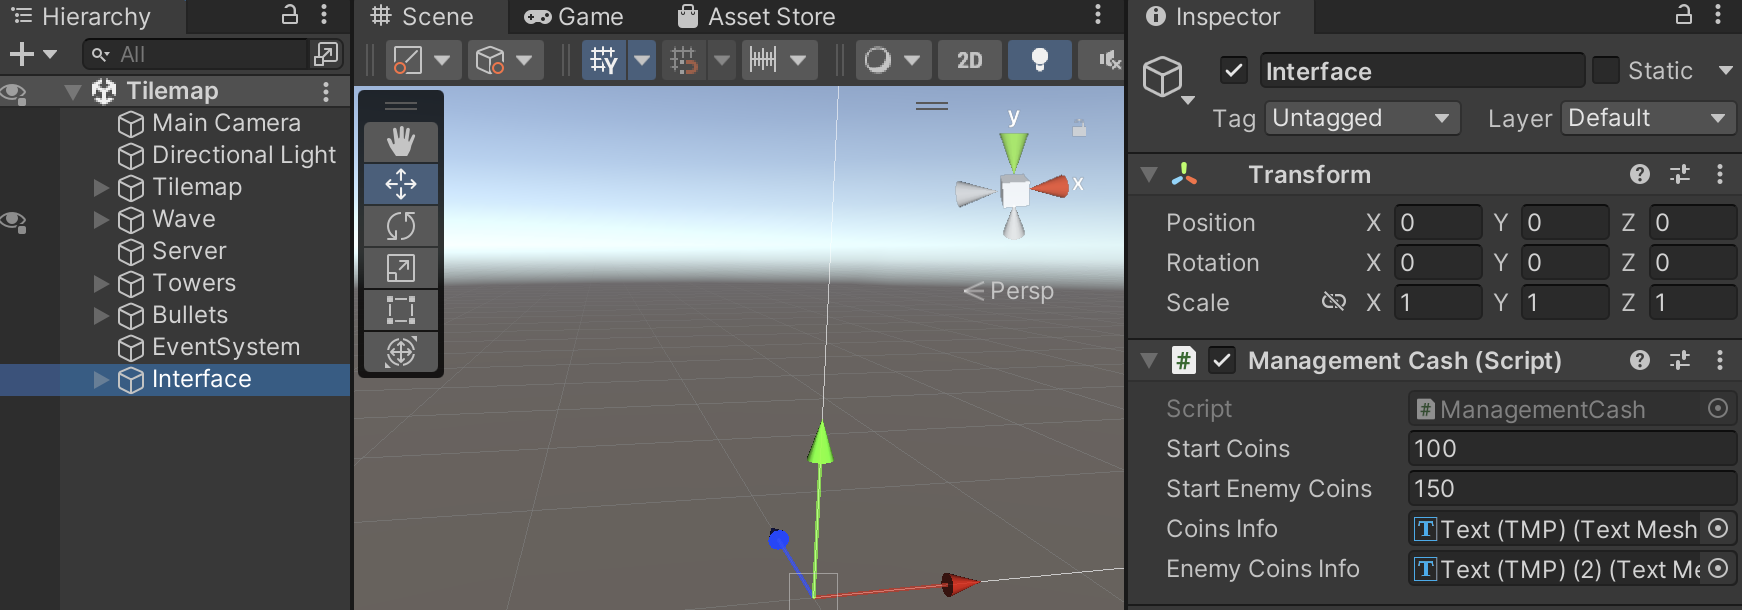 Hierarchy
All
Tilemap
Main Camera
Directional Light
Tilemap
Wave
Server
Towers
Bullets
EventSystem
Interface
Scene Game Asset Store
Y 2D
y
x
Persp
Inspector
Interface Static
Tag Untagged Layer Default
Transform
Position X 0 Y 0 Z 0
Rotation X 0 Y 0 Z 0
Scale X 1 Y 1 Z 1
# Management Cash (Script)
Script # ManagementCash
Start Coins 100
Start Enemy Coins 150
Coins Info T Text (TMP) (Text Mesh
Enemy Coins Info T Text (TMP) (2) (Text Me